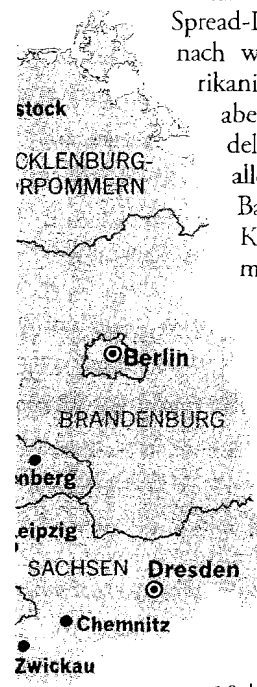 Spread-
nach w
rikani
abe
del
all
Ba
K
m
stock
CKLENBURG-
RPOMMERN
Berlin
BRANDENBURG
nberg
eipzig
SACHSEN Dresden
Chemnitz
Zwickau